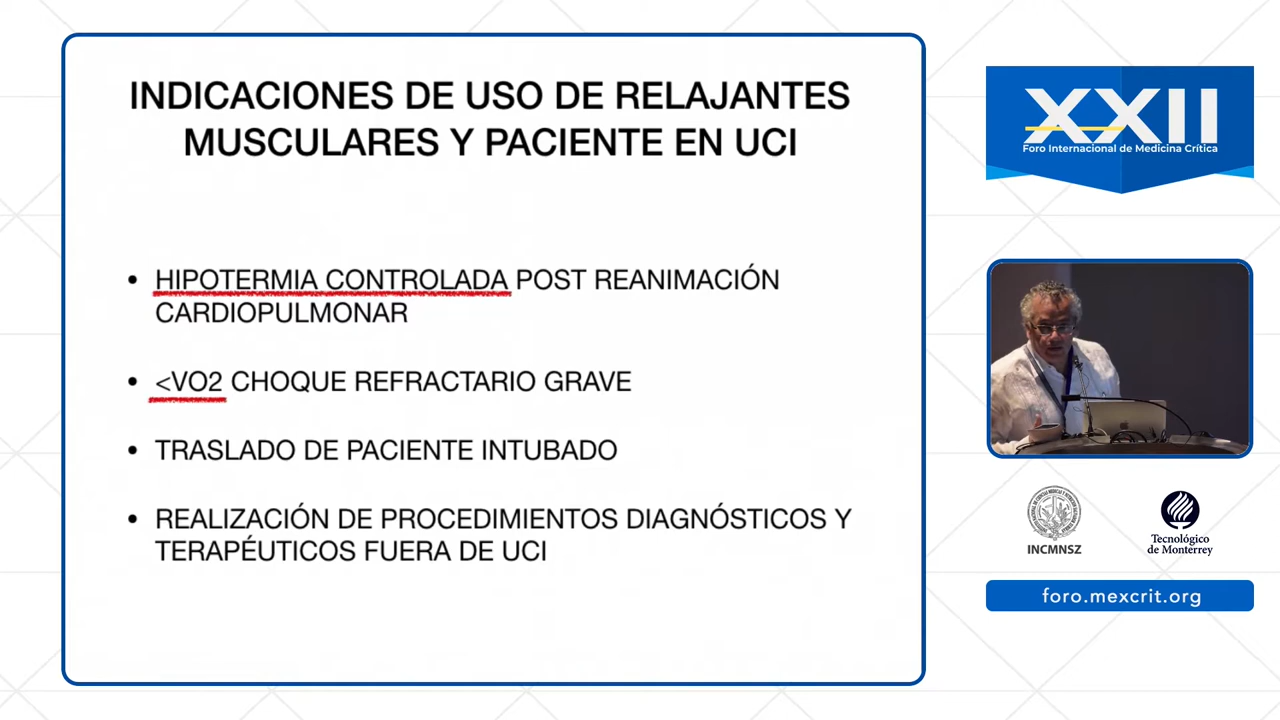 INDICACIONES DE USO DE RELAJANTES
MUSCULARES Y PACIENTE EN UCI
• HIPOTERMIA CONTROLADA POST REANIMACIÓN
CARDIOPULMONAR
• <VO2 CHOQUE REFRACTARIO GRAVE
• TRASLADO DE PACIENTE INTUBADO
• REALIZACIÓN DE PROCEDIMIENTOS DIAGNÓSTICOS Y
TERAPÉUTICOS FUERA DE UCI
XXII
Foro Internacional de Medicina Crítica
INCMNSZ
Tecnológico
de Monterrey
foro.mexcrit.org